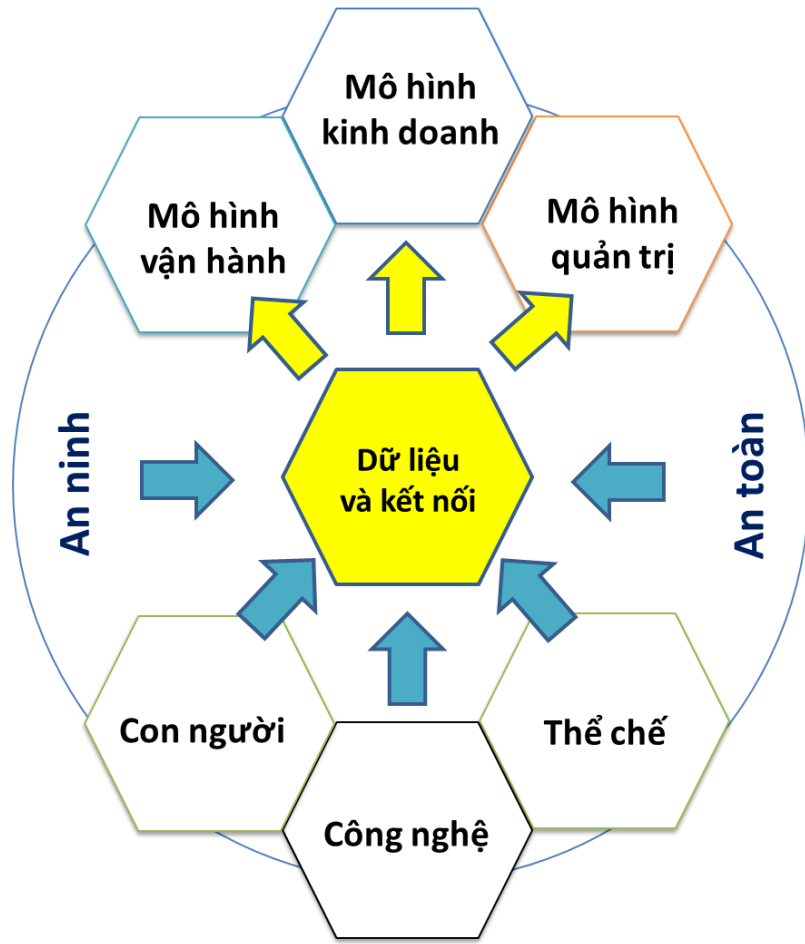 Mô hình
kinh doanh
Mô hình
vận hành
Mô hình
quản trị
An ninh
Dữ liệu
và kết nối
An toàn
Con người
Công nghệ
Thể chế